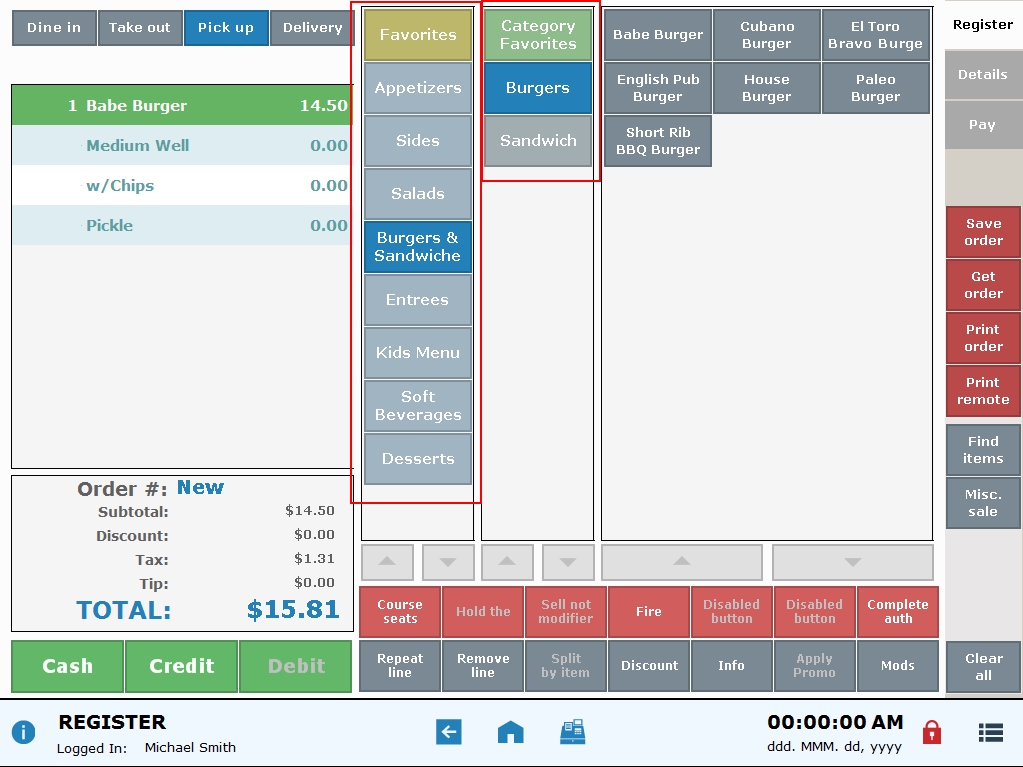 Dine in
Take out
Pick up
Delivery
1 Babe Burger 14.50
Medium Well 0.00
w/Chips 0.00
Pickle 0.00
Order #: New
Subtotal: $14.50
Discount: $0.00
Tax: $1.31
Tip: $0.00
TOTAL: $15.81
Cash
Credit
Debit
Favorites
Appetizers
Sides
Salads
Burgers &
Sandwiche
Entrees
Kids Menu
Soft
Beverages
Desserts
Category
Favorites
Burgers
Sandwich
Babe Burger
Cubano
Burger
El Toro
Bravo Burge
English Pub
Burger
House
Burger
Paleo
Burger
Short Rib
BBQ Burger
Course
seats
Hold the
Sell not
modifier
Fire
Disabled
button
Disabled
button
Complete
auth
Repeat
line
Remove
line
Split
by item
Discount
Info
Apply
Promo
Mods
Register
Details
Pay
Save
order
Get
order
Print
order
Print
remote
Find
items
Misc.
sale
Clear
all
REGISTER
Logged In: Michael Smith
00:00:00 AM
ddd. MMM. dd, yyyy